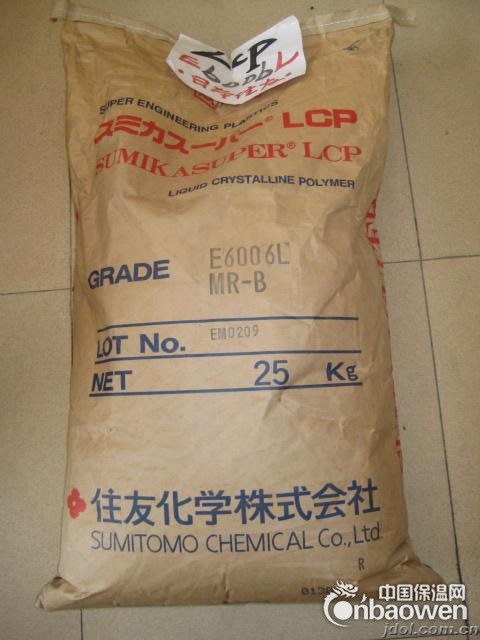 LCP
E6006L
·日本住友·
SUPER ENGINEERING PLASTICS
スミカスーパー® LCP
SUMIKASUPER® LCP
LIQUID CRYSTALLINE POLYMER
GRADE E6006L
MR-B
LOT No. EMD209
NET 25 Kg
住友化学株式会社
SUMITOMO CHEMICAL Co., Ltd.
R
中国保温网
cnbaowen
jdol.com.cn